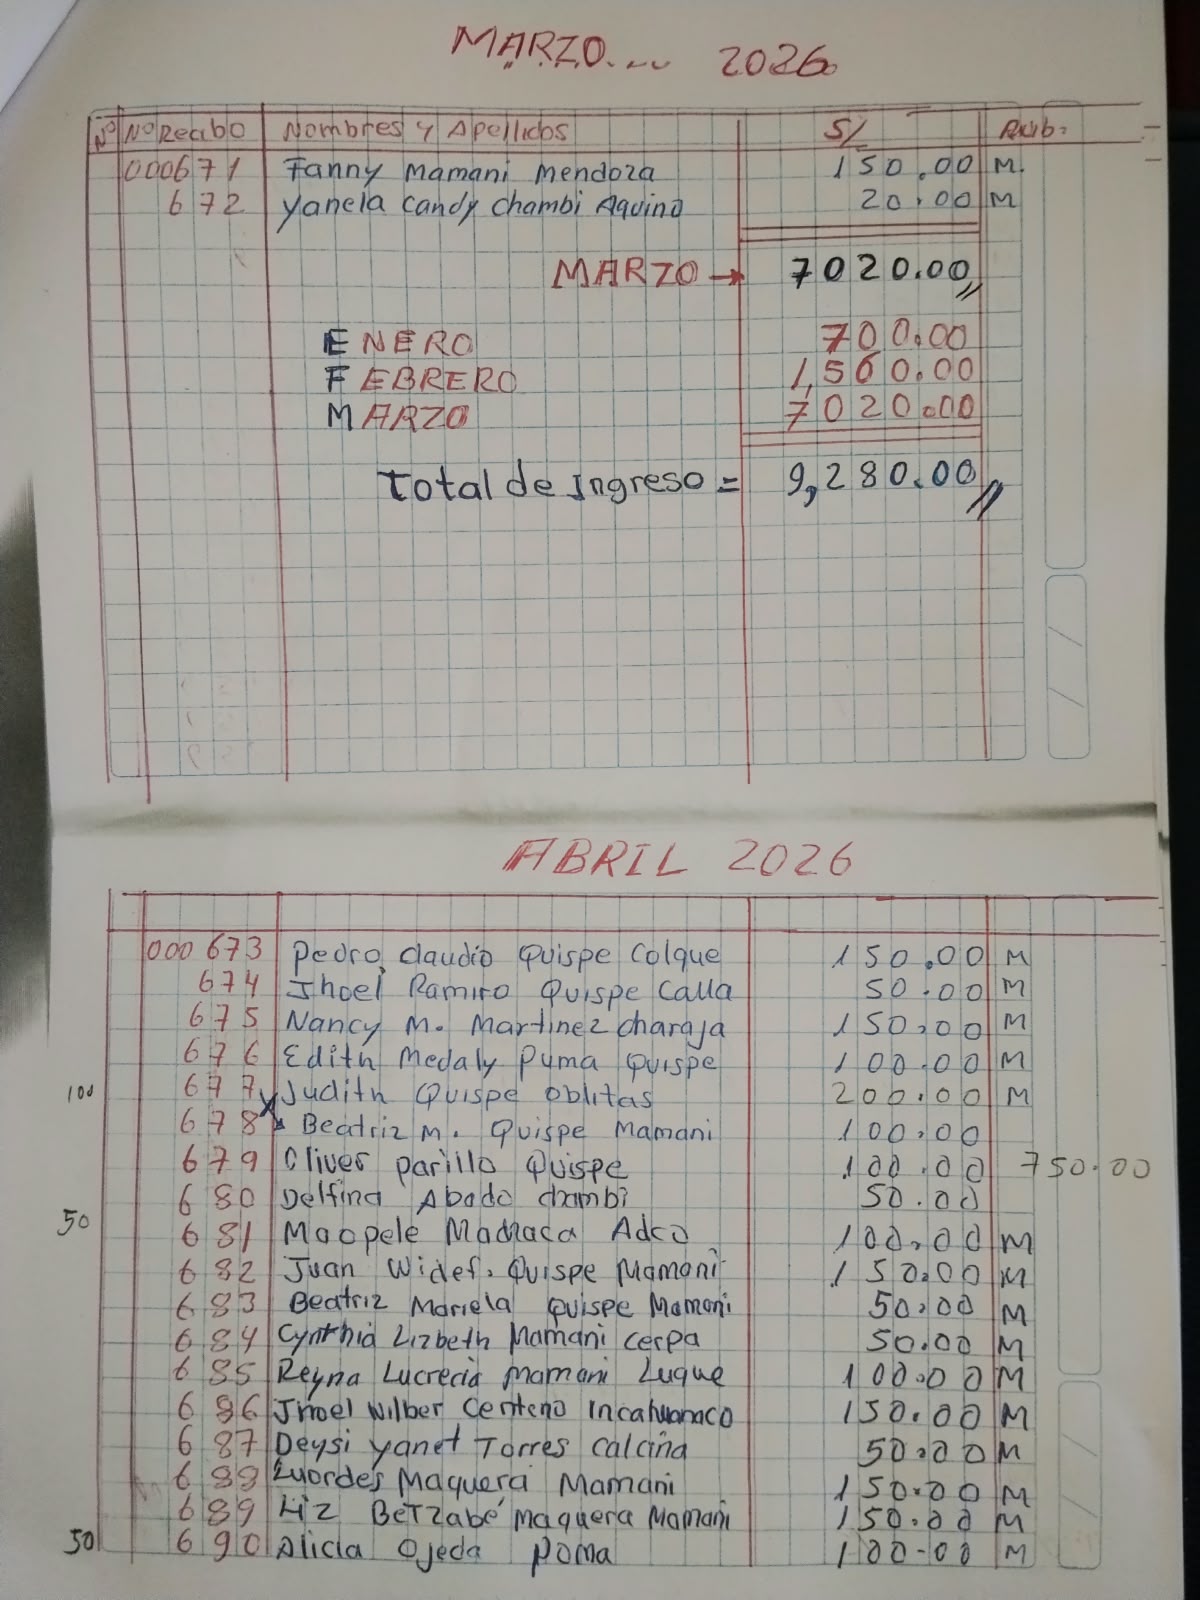 MARZO.... 2026.
Nº Nº Recibo Nombres y Apellidos S/
000671 Fanny Mamani Mendoza 150.00 M.
672 Yanela Candy Chambi Aquino 20.00 M
MARZO → 7020.00
ENERO 700.00
FEBRERO 1,560.00
MARZO 7020.00
Total de Ingreso = 9,280.00
ABRIL 2026
000673 Pedro Claudio Quispe Colque 150.00 M
674 Jhoel Ramiro Quispe Calla 50.00 M
675 Nancy M. Martinez Charaja 150.00 M
676 Edith Medaly Puma Quispe 100.00 M
100 677 Judith Quispe Oblitas 200.00 M
678 Beatriz M. Quispe Mamani 100.00
679 Oliver Parillo Quispe 100.00 750.00
680 Delfina Abado Chambi 50.00
50 681 Madraca Adco 100.00 M
682 Juan Widef. Quispe Mamani 150.00 M
683 Beatriz Mariela Quispe Mamani 50.00 M
684 Cynthia Lizbeth Mamani Cerpa 50.00 M
685 Reyna Lucrecia Mamani Luque 100.00 M
686 Jhoel Wilber Centeno Incahuanaco 150.00 M
687 Deysi Yanet Torres Calciña 50.00 M
688 Luordes Maquera Mamani 150.00 M
689 Liz Betzabé Maquera Mamani 150.00 M
50 690 Alicia Ojeda Poma 100.00 M